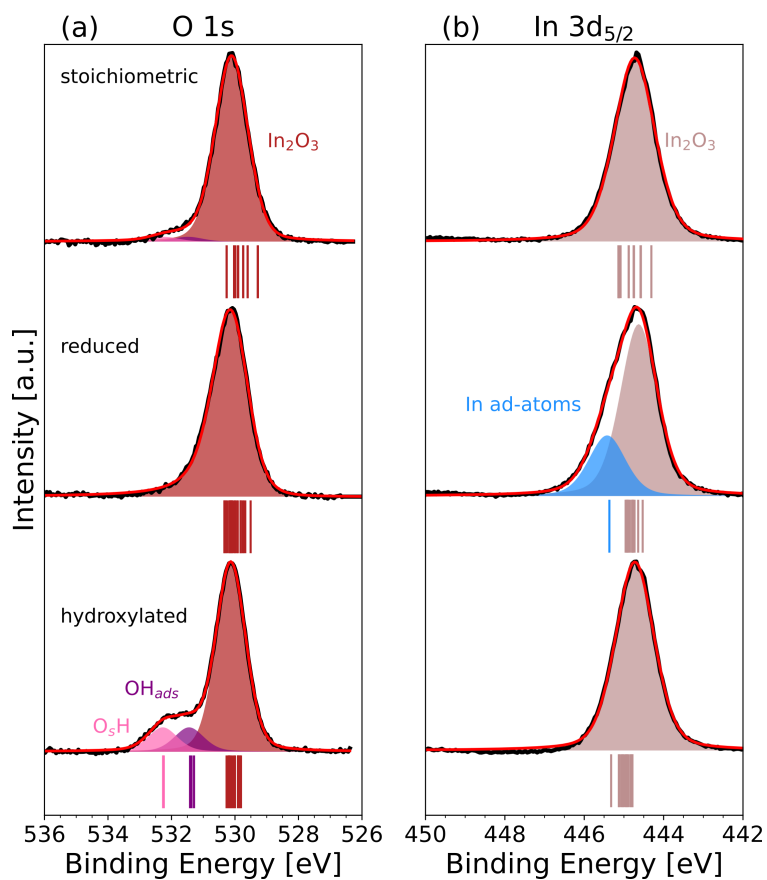 (a) O 1s
(b) In 3d5/2
stoichiometric
In2O3
In2O3
reduced
In ad-atoms
hydroxylated
OHads
OsH
Intensity [a.u.]
536 534 532 530 528 526
450 448 446 444 442
Binding Energy [eV]
Binding Energy [eV]